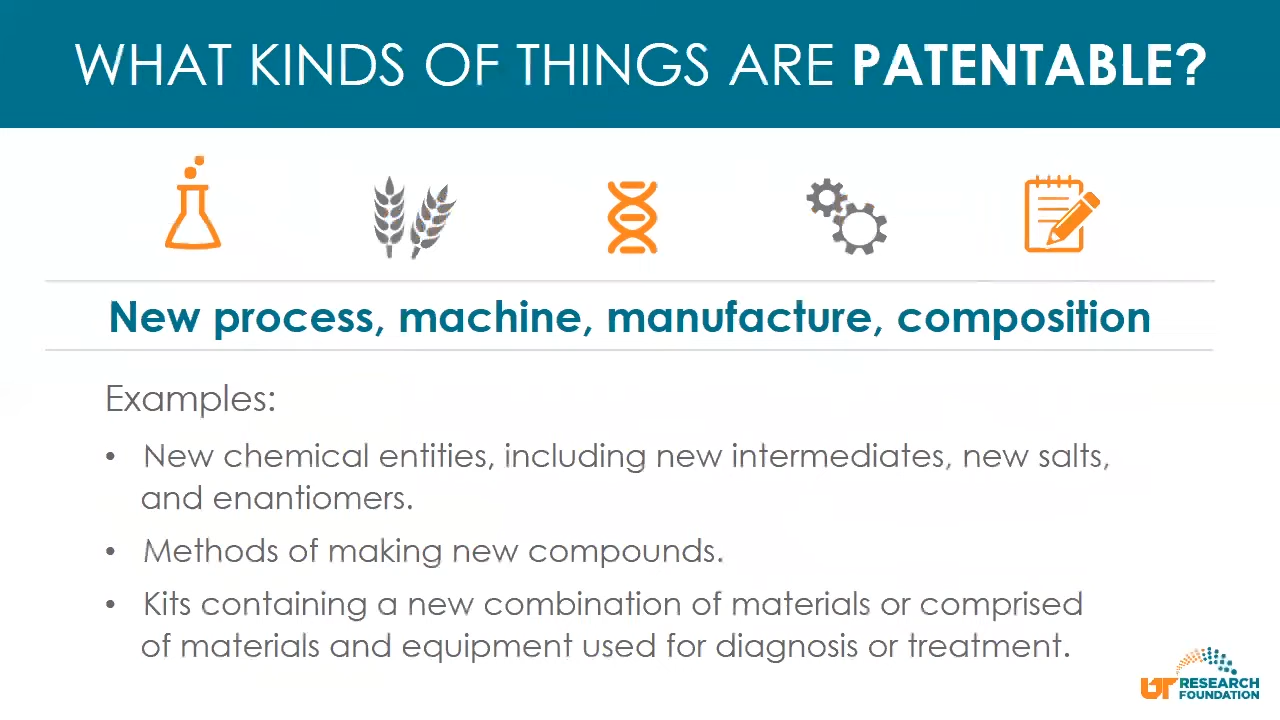 WHAT KINDS OF THINGS ARE PATENTABLE?
New process, machine, manufacture, composition
Examples:
• New chemical entities, including new intermediates, new salts,
and enantiomers.
• Methods of making new compounds.
• Kits containing a new combination of materials or comprised
of materials and equipment used for diagnosis or treatment.
UT RESEARCH
FOUNDATION